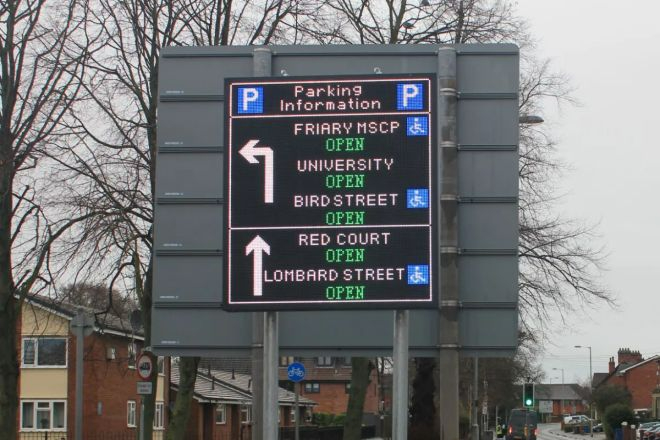 P Parking P
Information
FRIARY MSCP
OPEN
UNIVERSITY
OPEN
BIRD STREET
OPEN
RED COURT
OPEN
LOMBARD STREET
OPEN